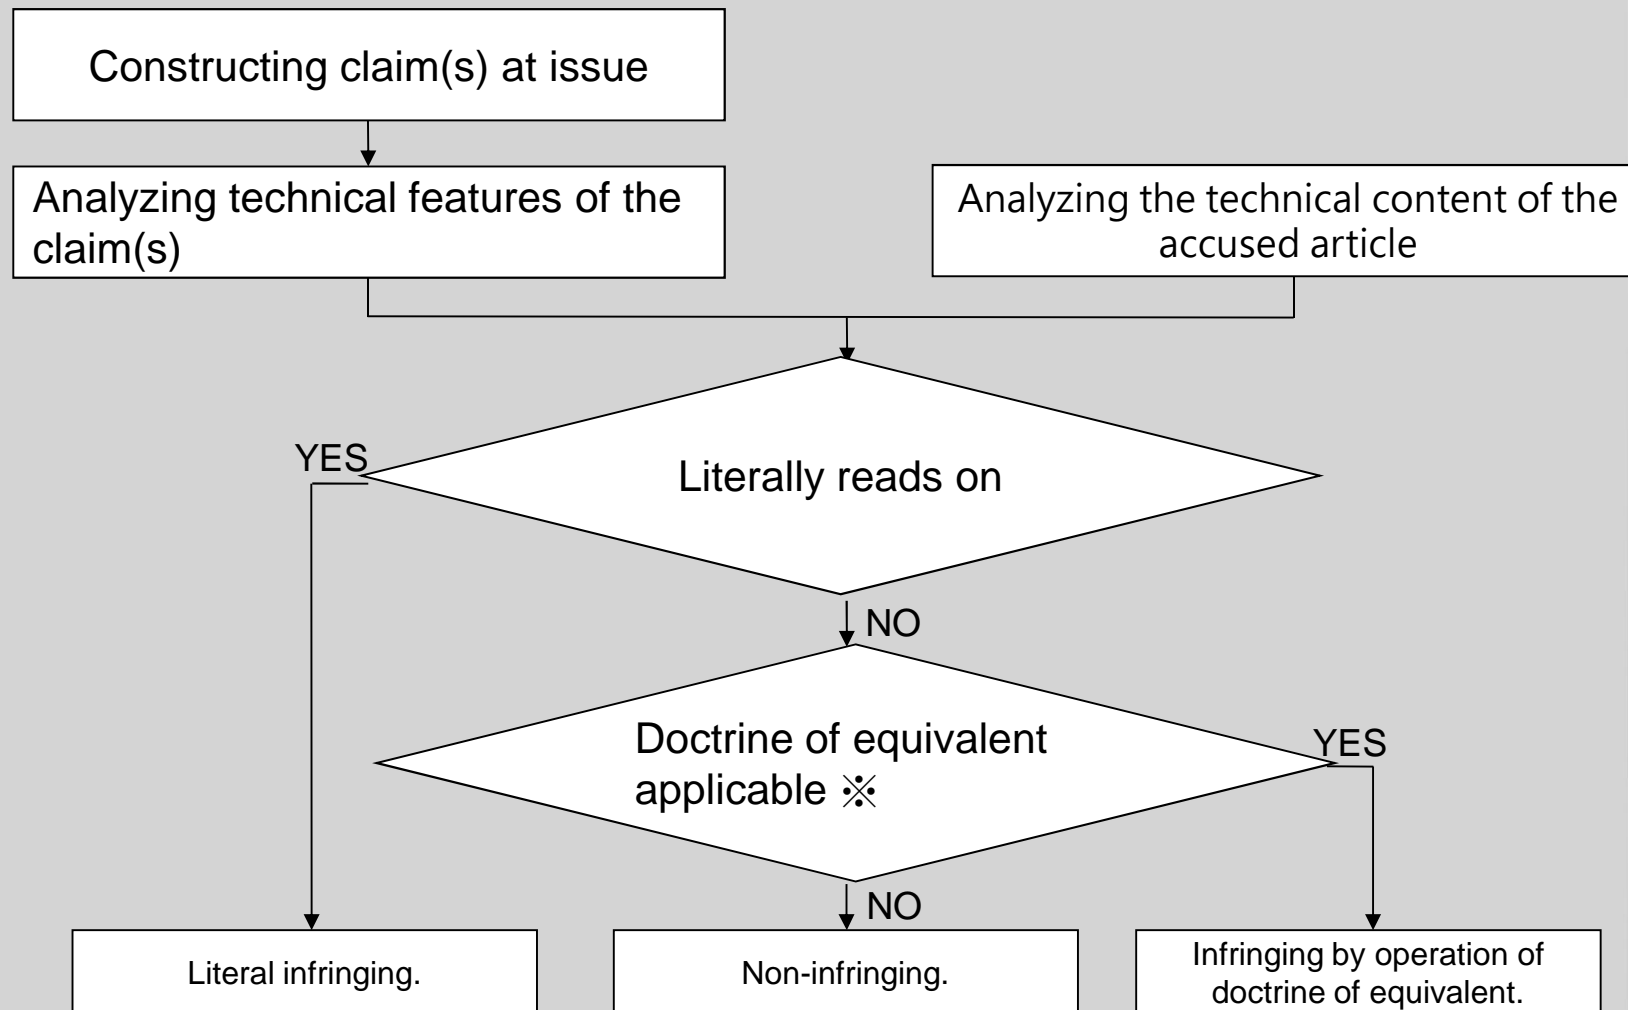 Constructing claim(s) at issue
Analyzing technical features of the
claim(s)
Analyzing the technical content of the
accused article
YES
Literally reads on
NO
Doctrine of equivalent
applicable ※
YES
NO
Literal infringing.
Non-infringing.
Infringing by operation of
doctrine of equivalent.